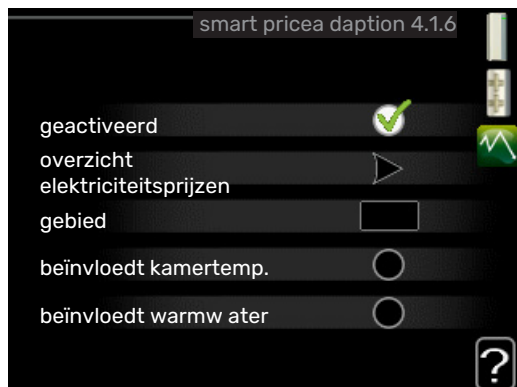 smart pricea daption 4.1.6
geactiveerd
overzicht
elektriciteitsprijzen
gebied
beïnvloedt kamertemp.
beïnvloedt warmw ater
?